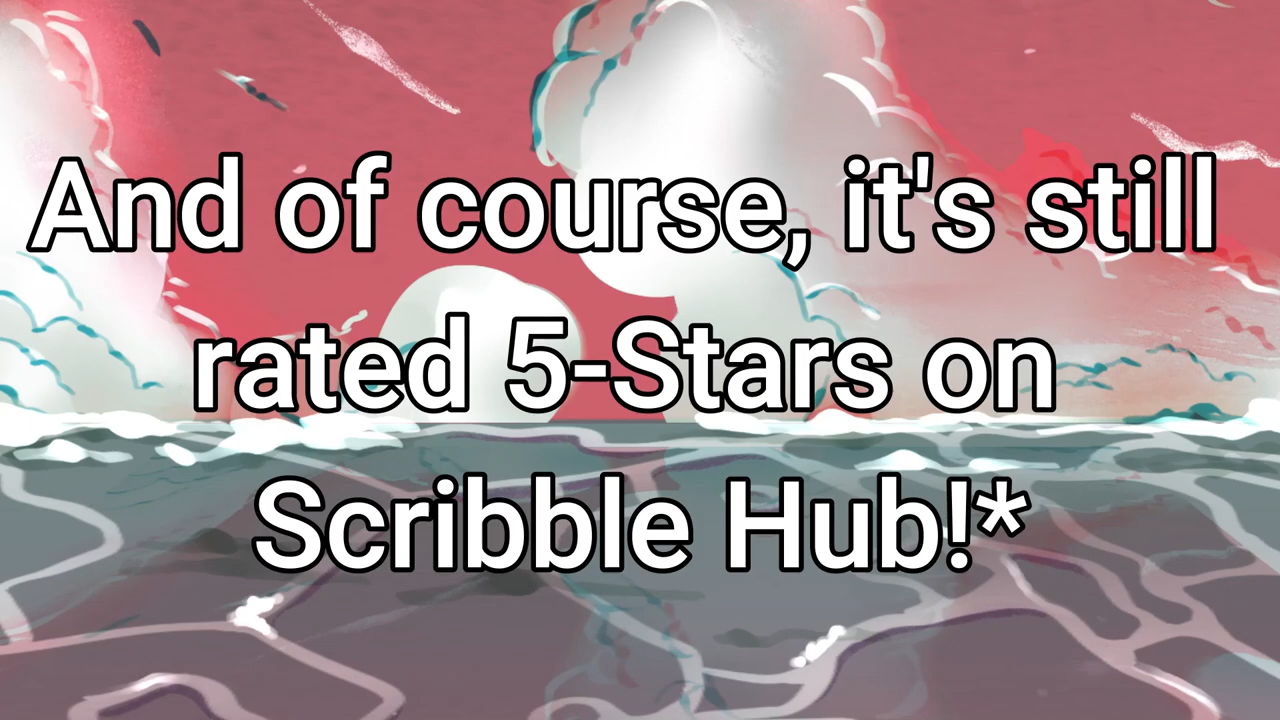 And of course, it's still
rated 5-Stars on
Scribble Hub!*